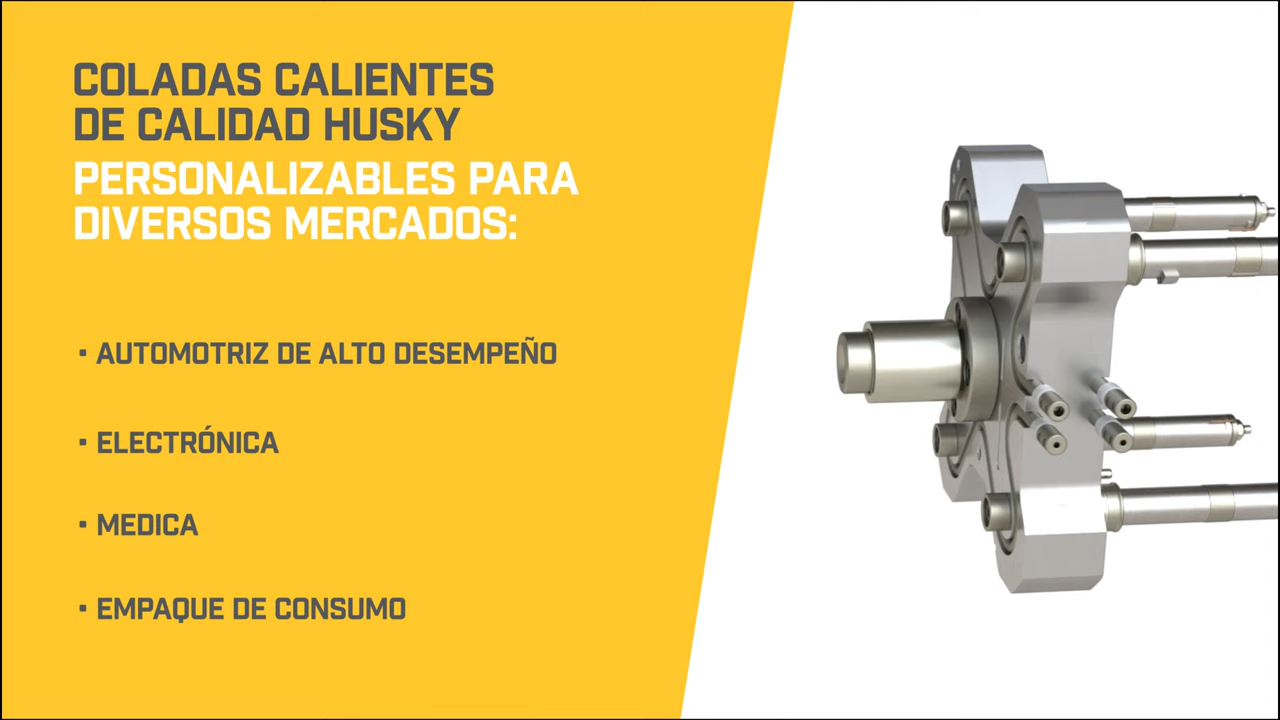 COLADAS CALIENTES
DE CALIDAD HUSKY
PERSONALIZABLES PARA
DIVERSOS MERCADOS:
· AUTOMOTRIZ DE ALTO DESEMPEÑO
· ELECTRÓNICA
· MEDICA
· EMPAQUE DE CONSUMO